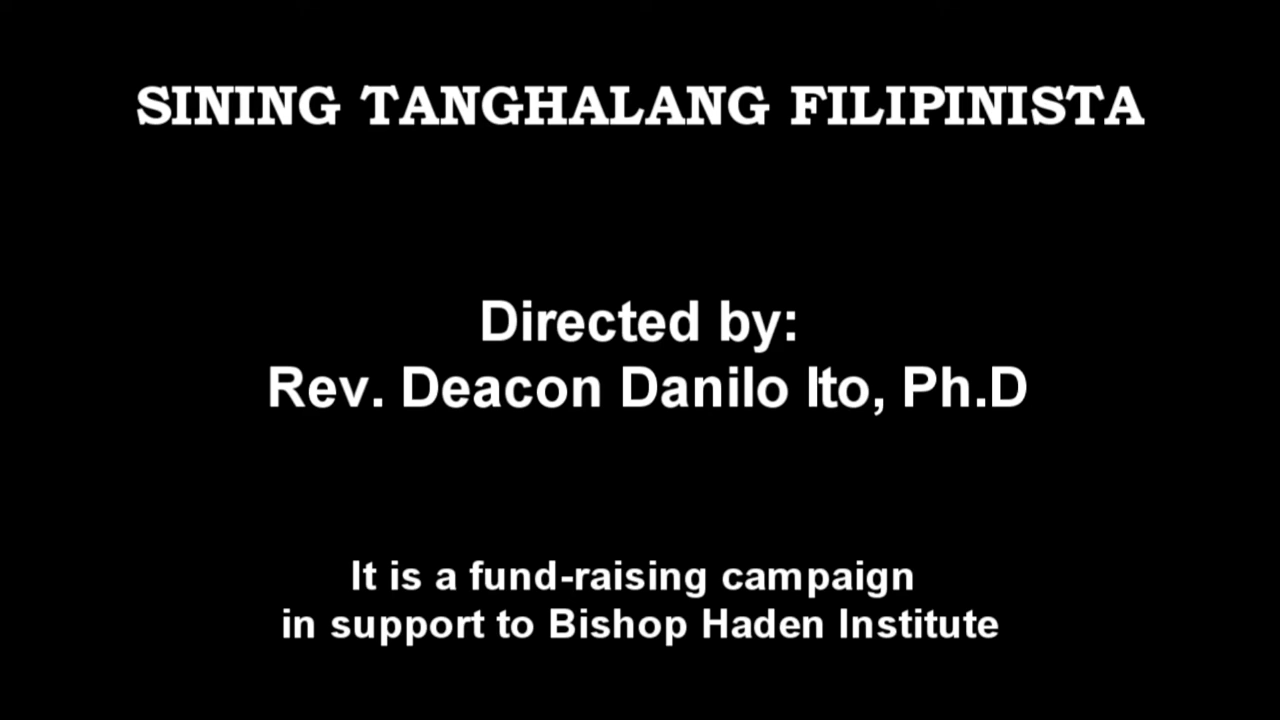 SINING TANGHALANG FILIPINISTA
Directed by:
Rev. Deacon Danilo Ito, Ph.D
It is a fund-raising campaign
in support to Bishop Haden Institute